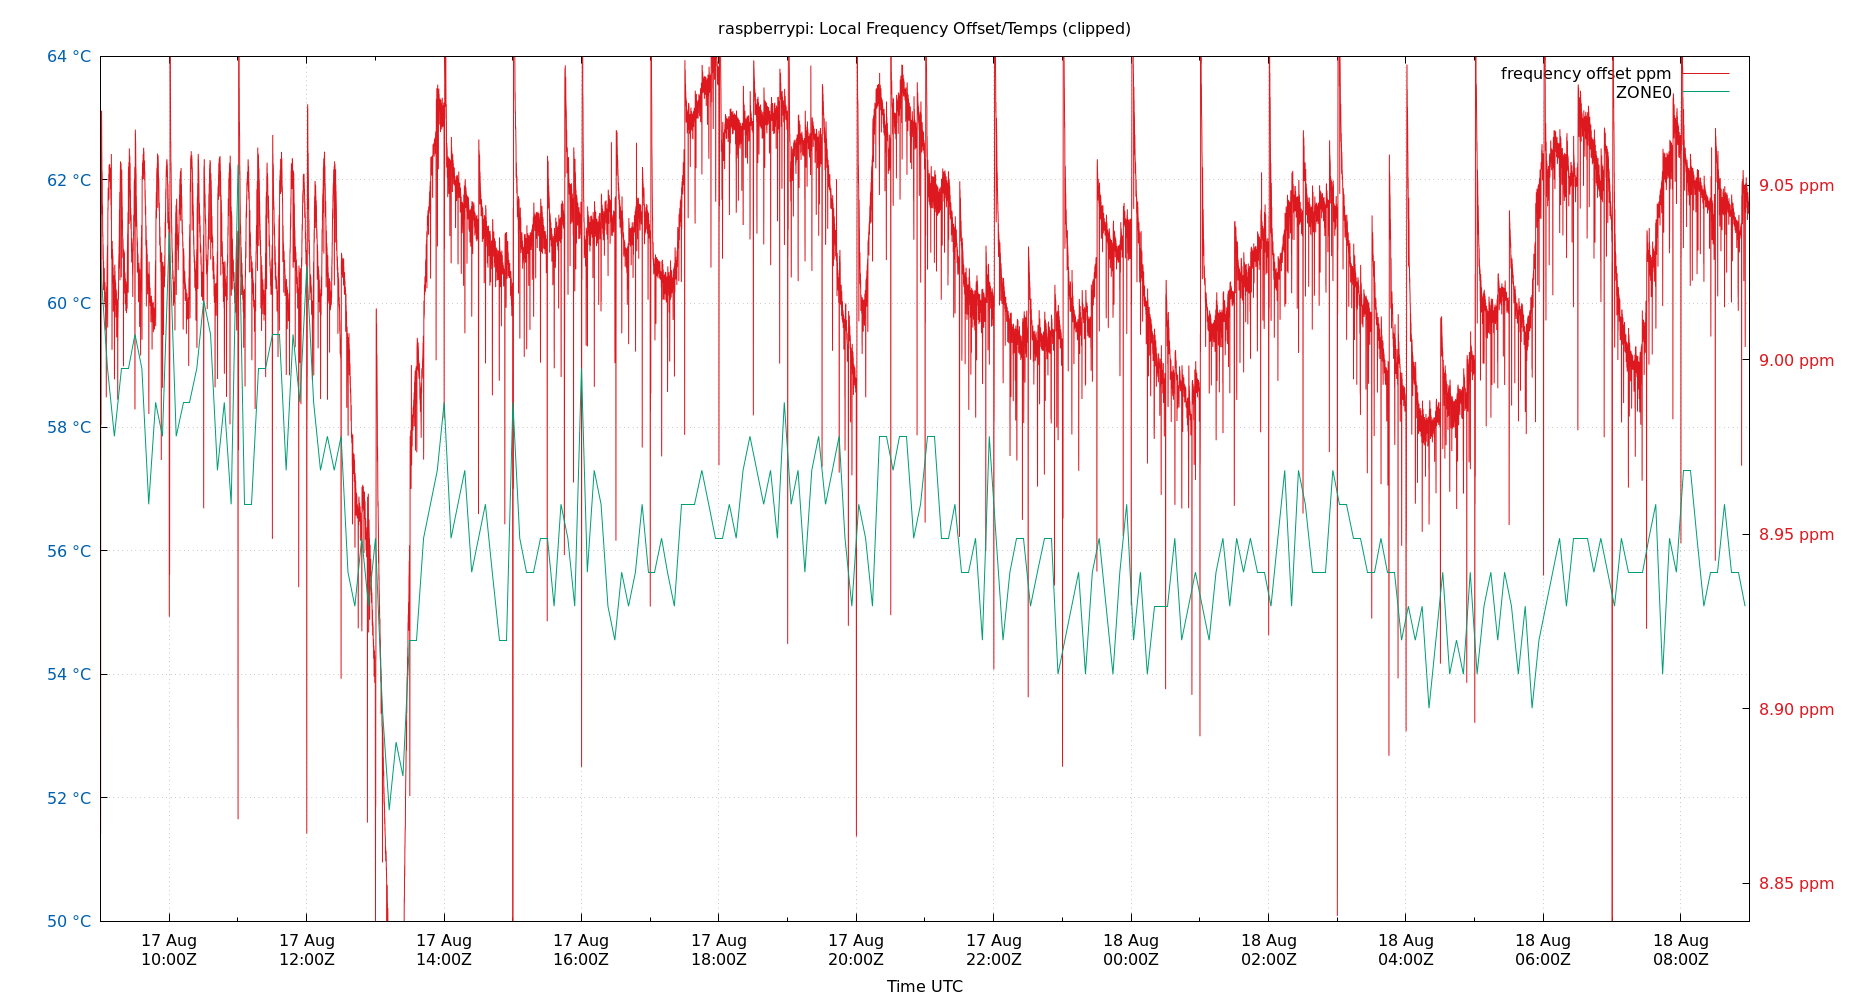 raspberrypi: Local Frequency Offset/Temps (clipped)
64 °C
62 °C
60 °C
58 °C
56 °C
54 °C
52 °C
50 °C
frequency offset ppm
ZONE0
9.05 ppm
9.00 ppm
8.95 ppm
8.90 ppm
8.85 ppm
17 Aug 17 Aug 17 Aug 17 Aug 17 Aug 17 Aug 17 Aug 18 Aug 18 Aug 18 Aug 18 Aug 18 Aug
10:00Z 12:00Z 14:00Z 16:00Z 18:00Z 20:00Z 22:00Z 00:00Z 02:00Z 04:00Z 06:00Z 08:00Z
Time UTC